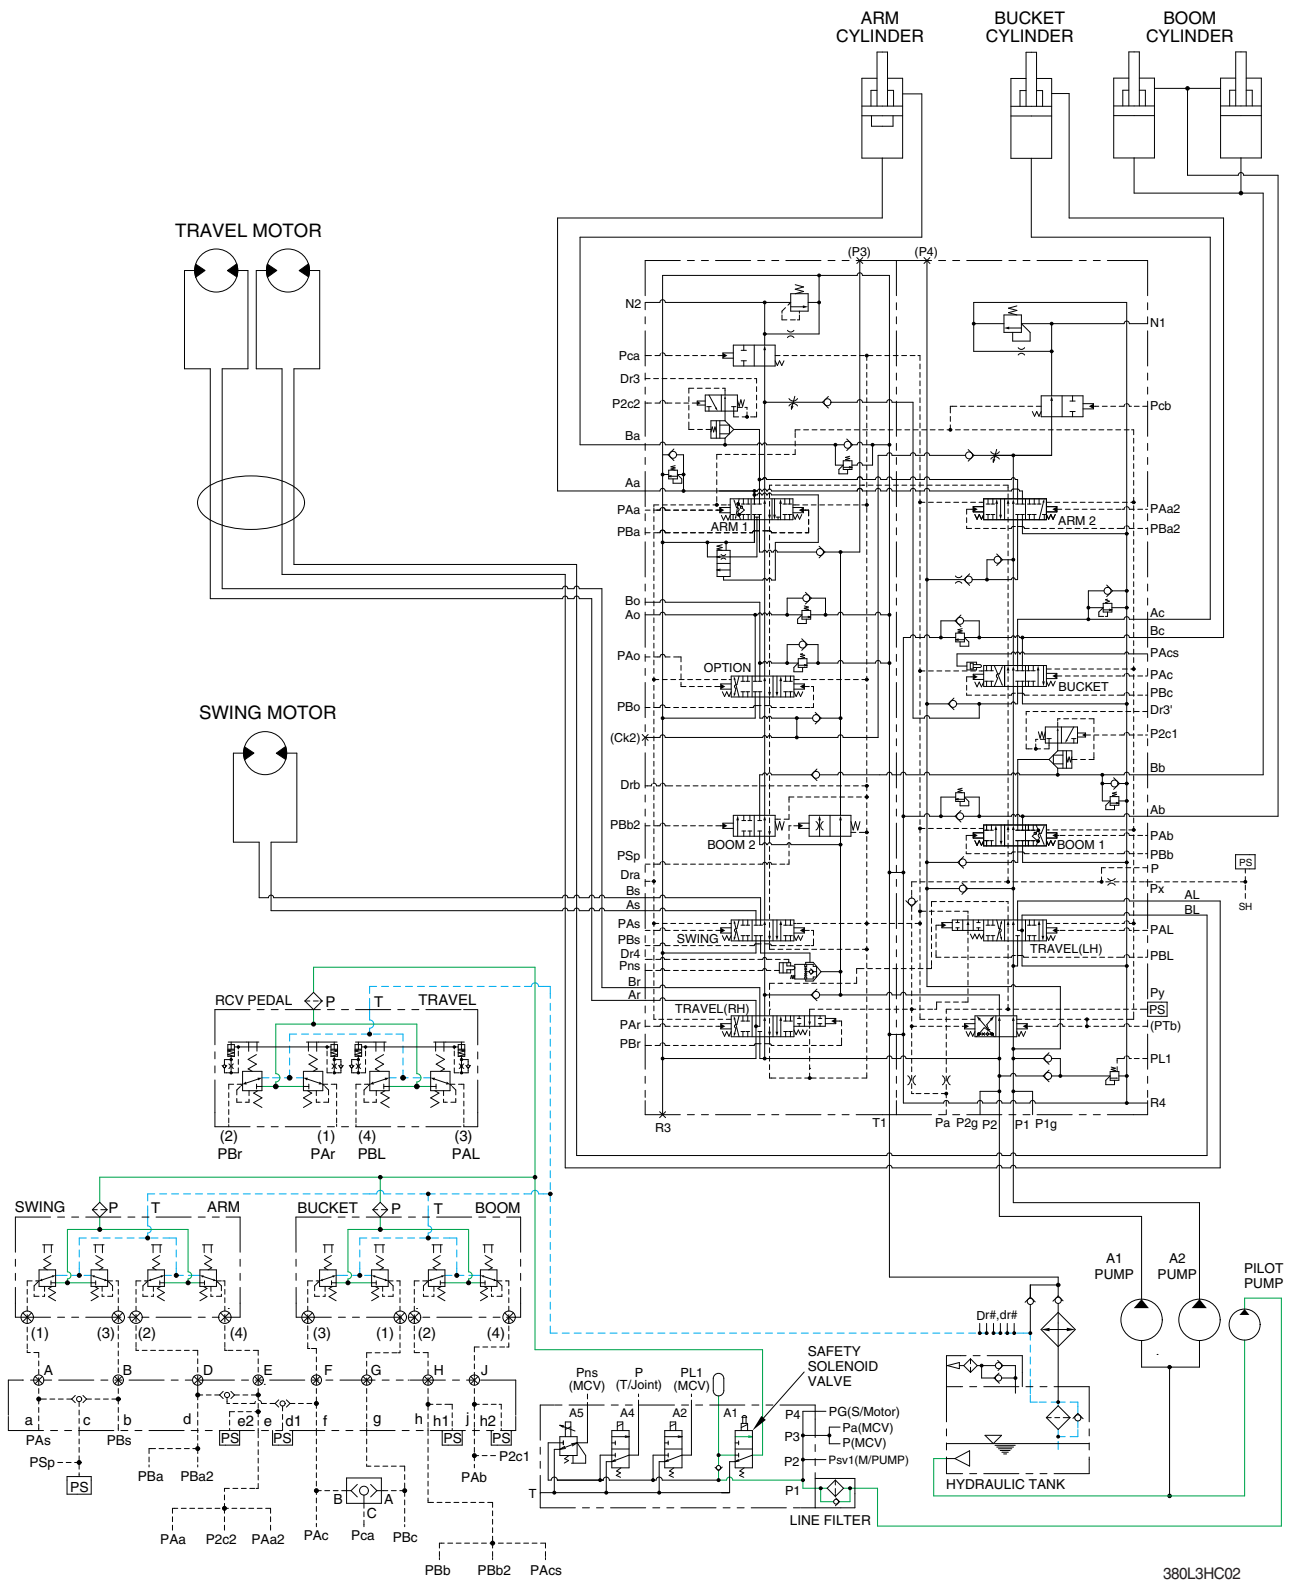 ARM
CYLINDER
BUCKET
CYLINDER
BOOM
CYLINDER
TRAVEL MOTOR
(P3)
(P4)
N2
N1
Pca
Dr3
P2c2
Pcb
Ba
Aa
PAa
ARM 1
PBa
ARM 2
PAa2
PBa2
Bo
Ao
Ac
Bc
PAo
OPTION
PAcs
PAc
BUCKET
PBo
PBc
Dr3'
SWING MOTOR
(Ck2)
P2c1
Bb
Drb
Ab
PBb2
BOOM 2
BOOM 1
PAb
PBb
PSp
P
PS
Dra
Px
SH
Bs
As
AL
BL
PAs
PBs
SWING
PAL
TRAVEL(LH)
PBL
Dr4
Pns
Br
Ar
Py
PS
TRAVEL(RH)
PAr
(PTb)
PBr
PL1
R4
R3
T1
Pa
P2g
P2
P1
P1g
RCV PEDAL
P
T
TRAVEL
(2)
(1)
(4)
(3)
PBr
PAr
PBL
PAL
SWING
P
T
ARM
BUCKET
P
T
BOOM
(1)
(3)
(2)
(4)
(3)
(1)
(2)
(4)
A
B
D
E
F
G
H
J
a
c
b
d
e2
e
d1
f
g
h
h1
j
h2
PS
PS
PS
PS
PAs
PSp
PBs
PS
PBa
PBa2
P2c1
PAb
B
A
C
PAa
P2c2
PAa2
PAc
Pca
PBc
PBb
PBb2
PAcs
A1
PUMP
A2
PUMP
PILOT
PUMP
Dr#,dr#
SAFETY
SOLENOID
VALVE
HYDRAULIC TANK
Pns
(MCV)
P
(T/Joint)
PL1
(MCV)
A5
A4
A2
A1
P4
PG(S/Motor)
P3
Pa(MCV)
P(MCV)
P2
Psv1(M/PUMP)
P1
T
LINE FILTER
380L3HC02